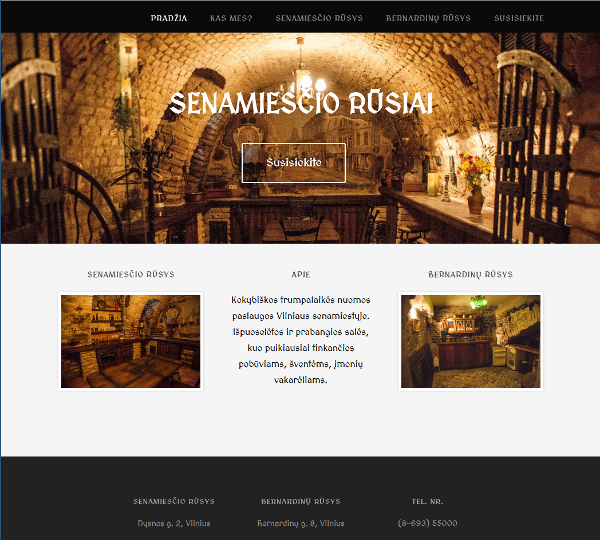 PRADŽIA KAS MES? SENAMIESČIO RŪSYS BERNARDINŲ RŪSYS SUSISIEKITE
SENAMIESČIO RŪSIAI
Susisiekite
SENAMIESČIO RŪSYS
APIE
Kokybiškos trumpalaikės nuomos
paslaugos Vilniaus senamiestyje.
Išpuoselėtos ir prabangios salės,
kuo puikiausiai tinkančios
pobūviams, šventėms, įmonių
vakarėliams.
BERNARDINŲ RŪSYS
SENAMIESČIO RŪSYS BERNARDINŲ RŪSYS TEL. NR.
Dysnos g. 2, Vilnius Bernardinų g. 8, Vilnius (8-693) 55000